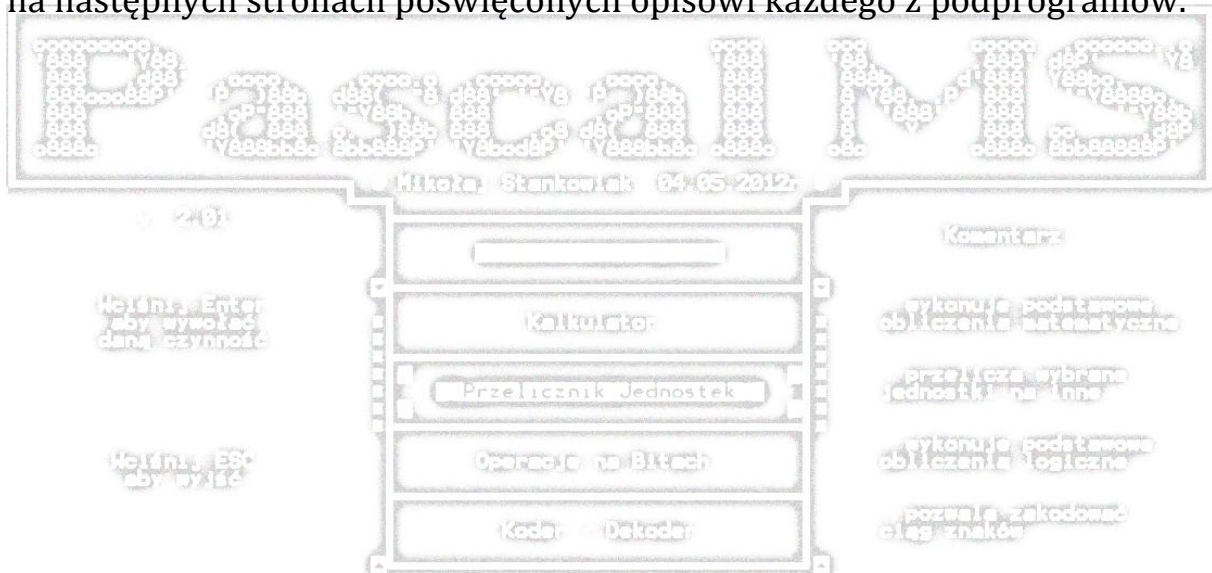 na następnych stronach poświęconych opisowi każdego z podprogramów.
Pascal MS
© Mikołaj Stankowiak 04.05.2012r ©
v 2.01
Komentarz
Wciśnij Enter
aby wywołać
daną czynność
Kalkulator
wykonuje podstawowe
obliczenia matematyczne
Przelicznik Jednostek
przelicza wybrane
jednostki na inne
Wciśnij ESC
aby wyjść
Operacje na Bitach
wykonuje podstawowe
obliczenia logiczne
Koder / Dekoder
pozwala zakodować
ciąg znaków